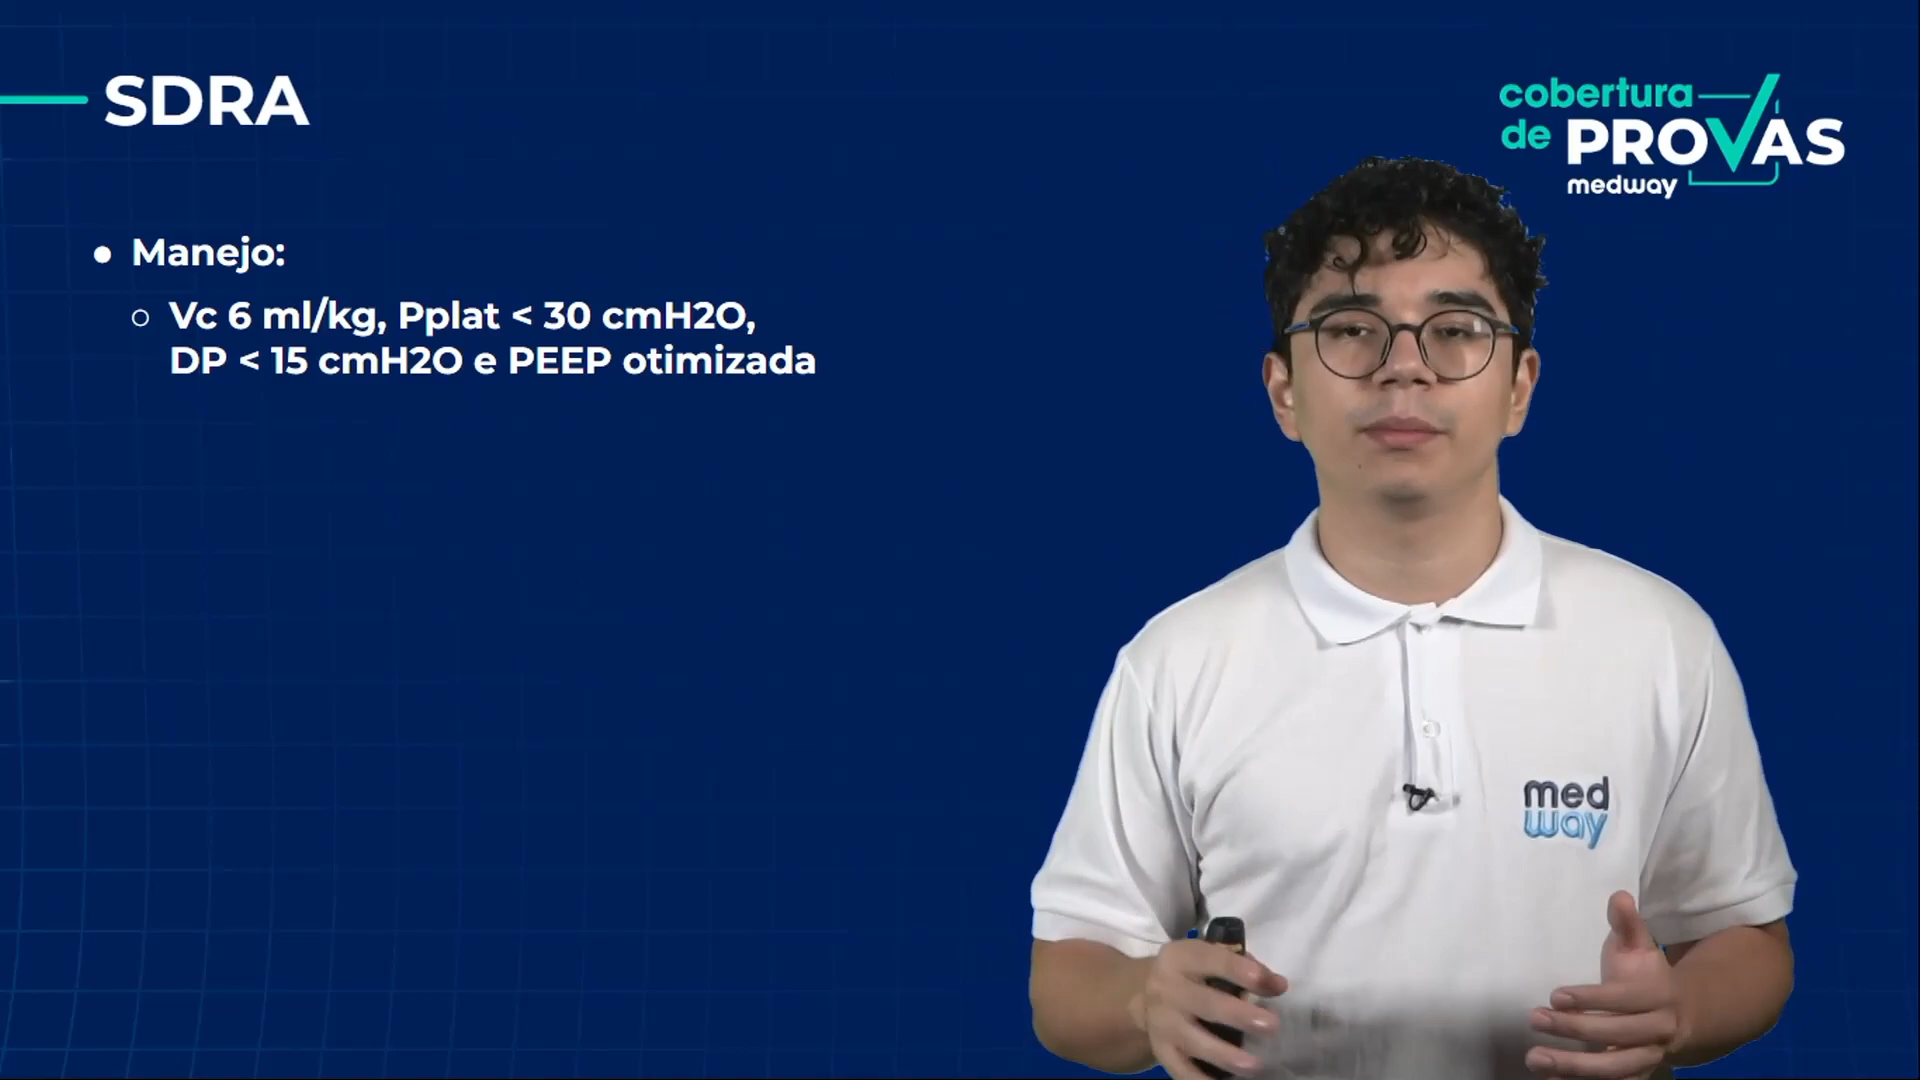 SDRA
cobertura
de PROVAS
medway
● Manejo:
○ Vc 6 ml/kg, Pplat < 30 cmH2O,
DP < 15 cmH2O e PEEP otimizada
med
way